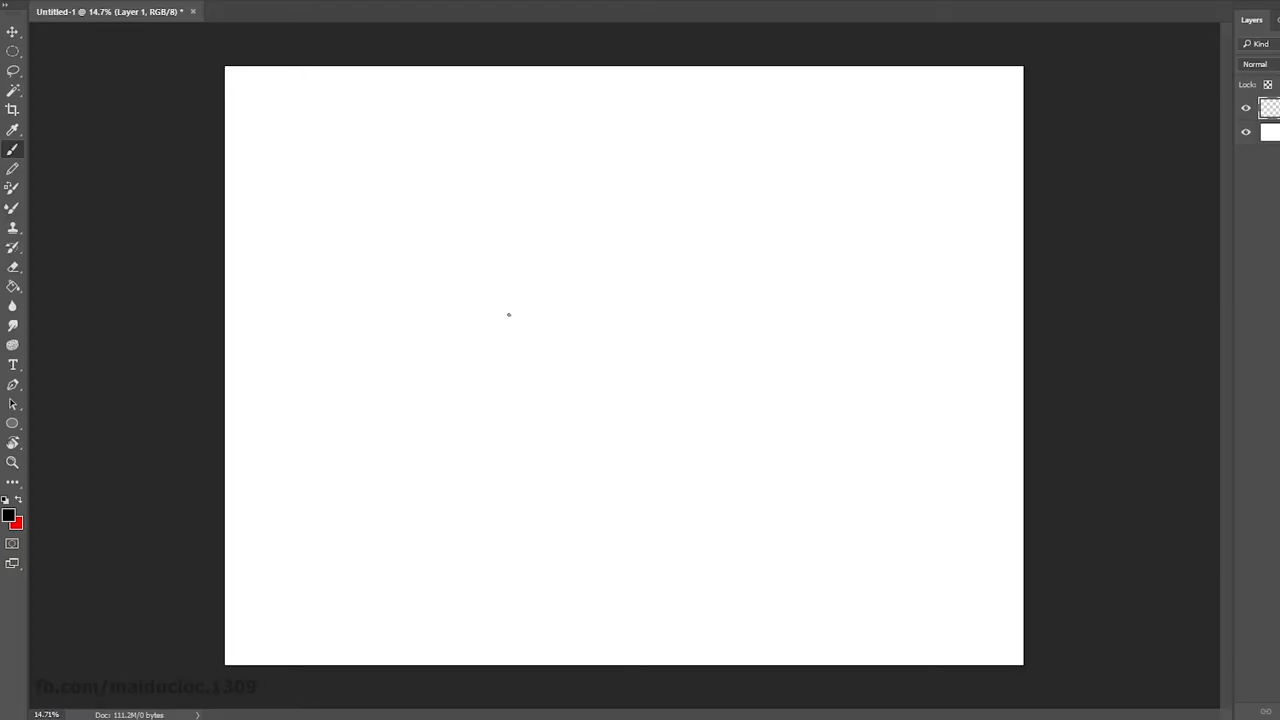 Untitled-1 @ 14.7% (Layer 1, RGB/8) *
Layers
Kind
Normal
Lock:
fb.com/maiducloc.1309
14.71%
Doc: 111.2M/0 bytes